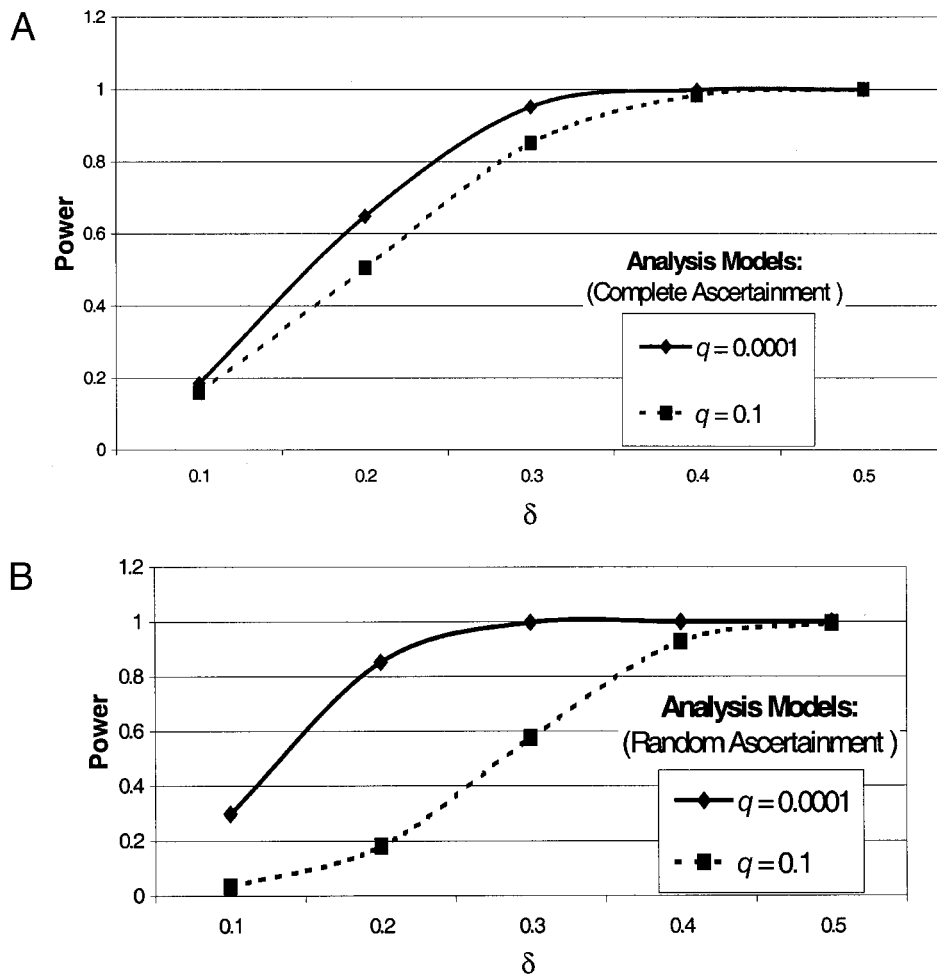 A
1.2
1
0.8
0.6
0.4
0.2
0
Power
Analysis Models:
(Complete Ascertainment )
q = 0.0001
q = 0.1
0.1 0.2 0.3 0.4 0.5
δ
B
1.2
1
0.8
0.6
0.4
0.2
0
Power
Analysis Models:
(Random Ascertainment )
q = 0.0001
q = 0.1
0.1 0.2 0.3 0.4 0.5
δ